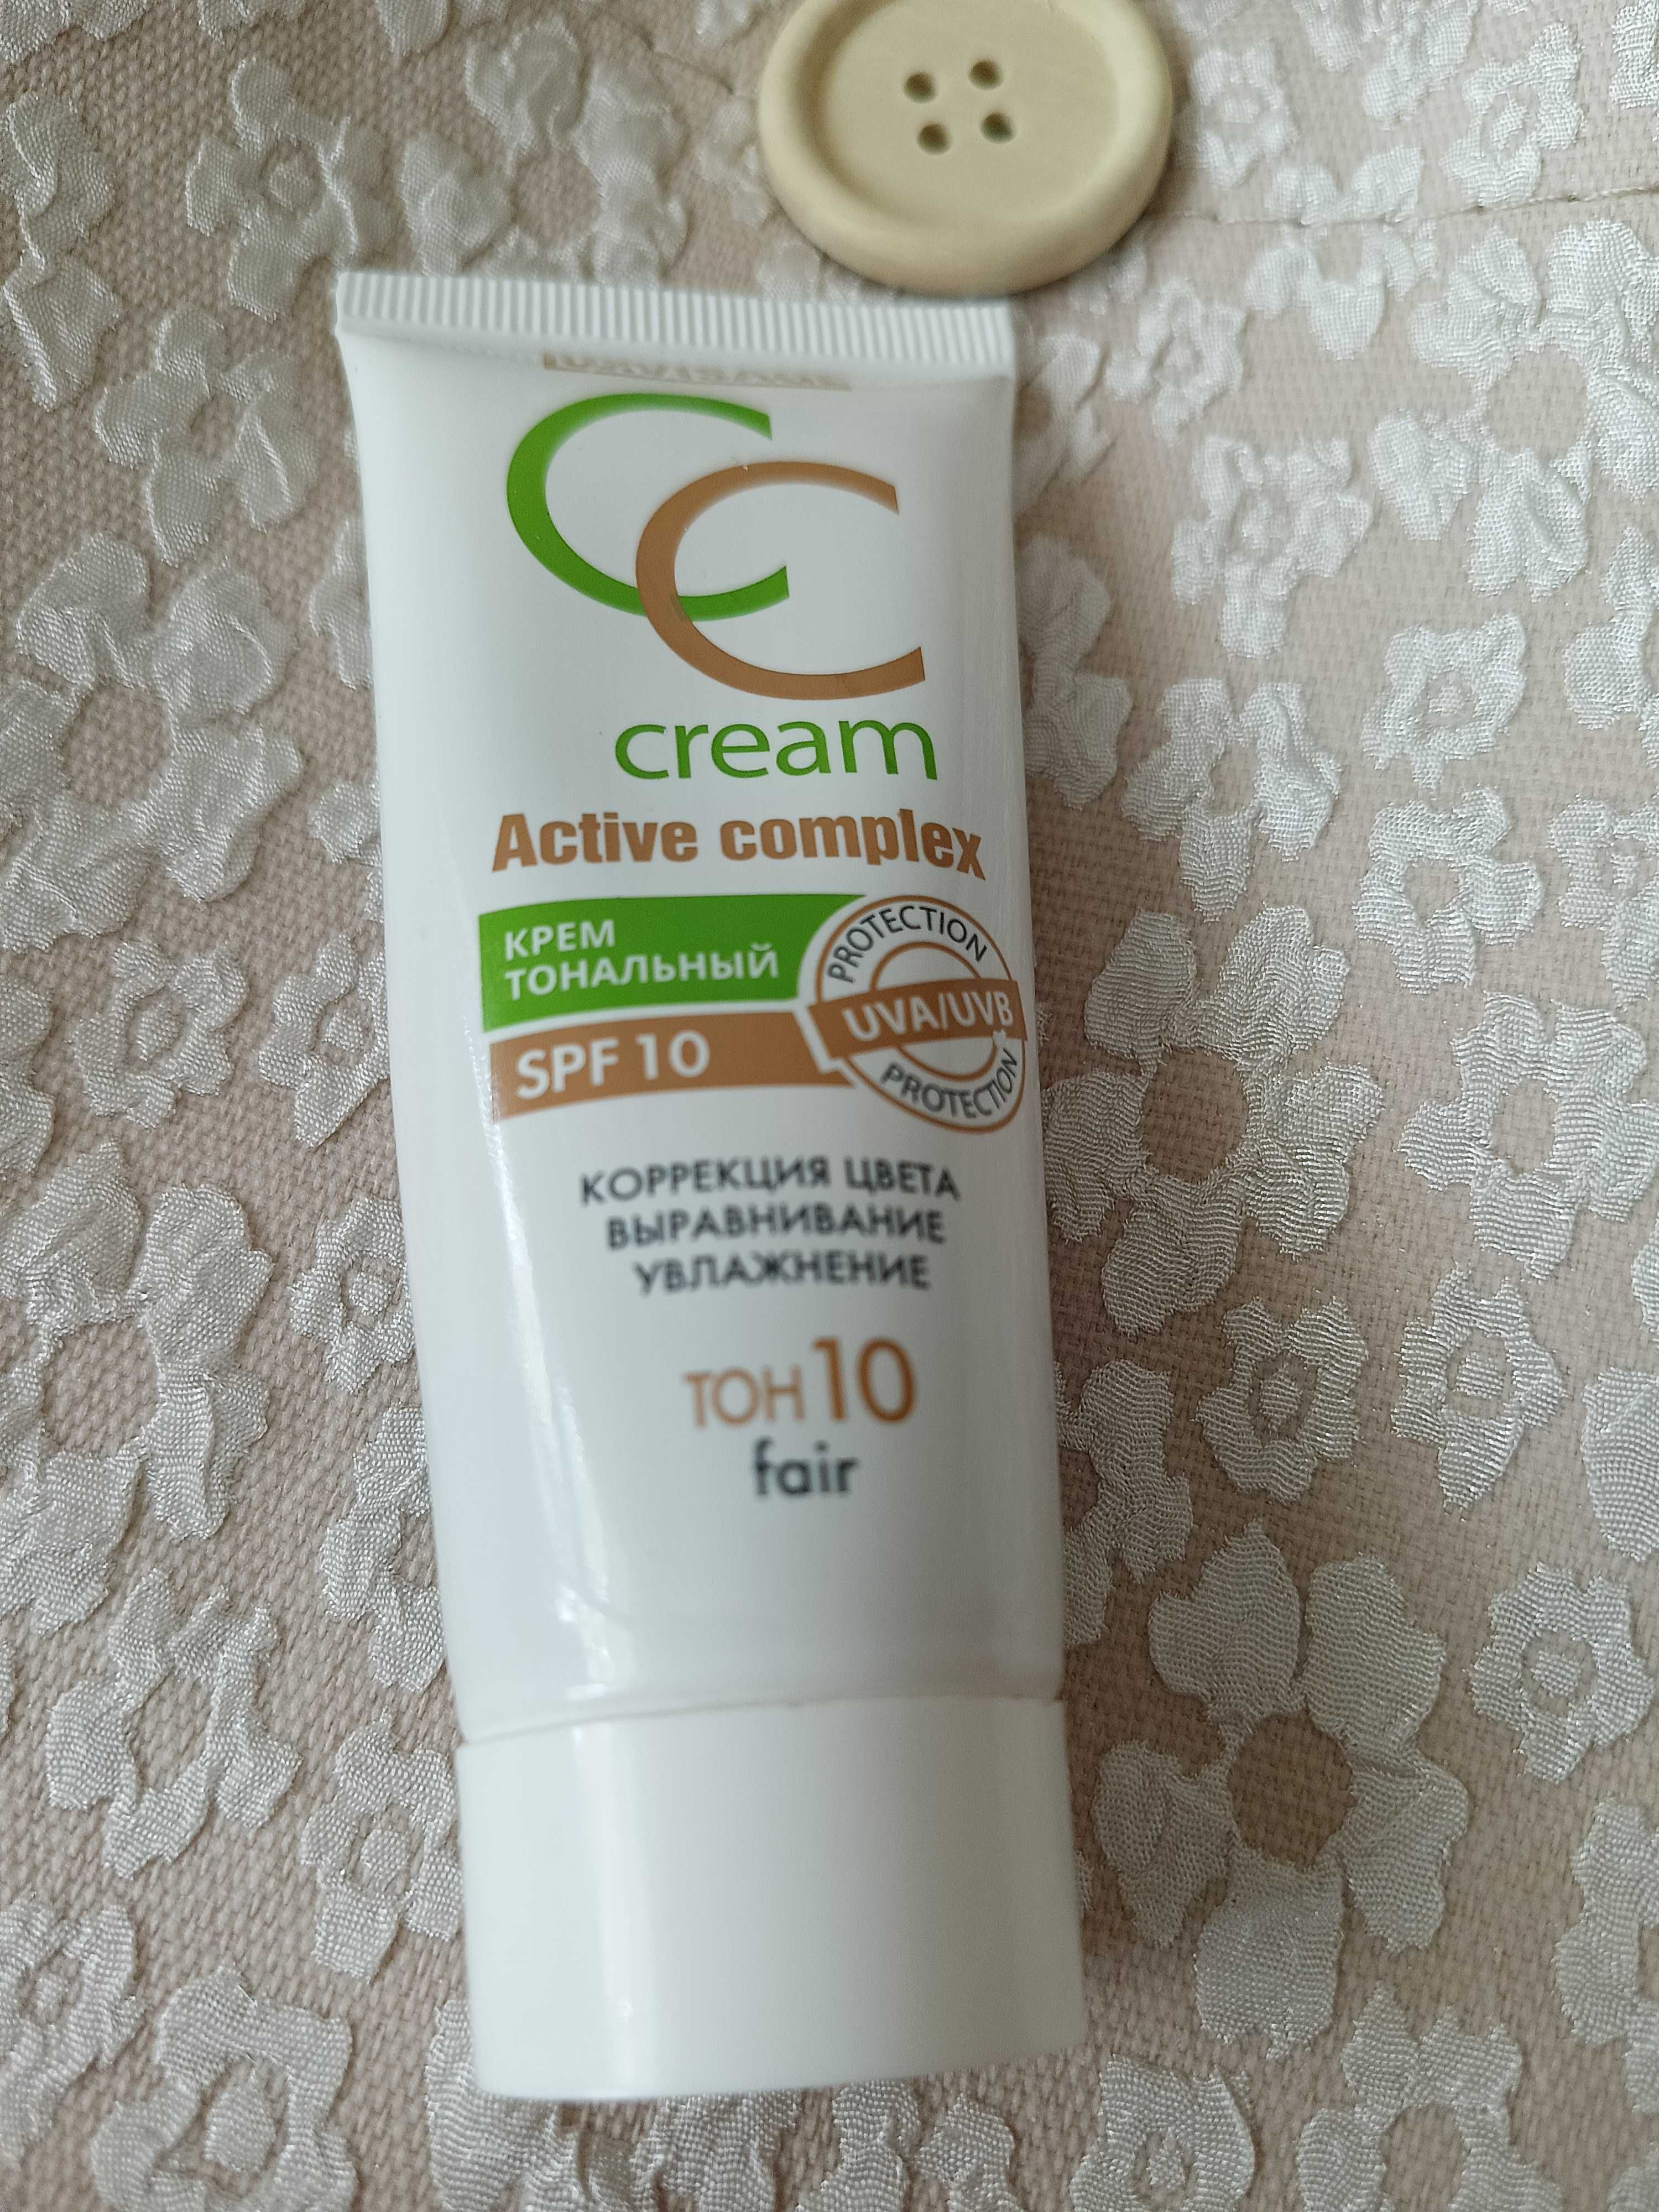 CC
cream
Active complex
КРЕМ
ТОНАЛЬНЫЙ
SPF 10
PROTECTION
UVA/UVB
PROTECTION
КОРРЕКЦИЯ ЦВЕТА
ВЫРАВНИВАНИЕ
УВЛАЖНЕНИЕ
ТОН 10
fair